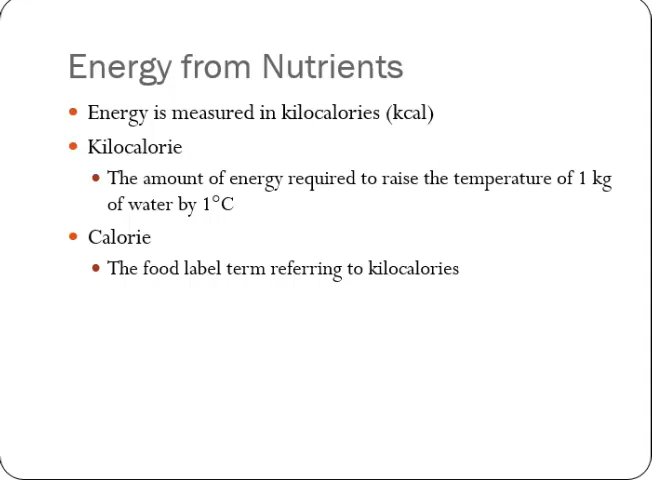 Energy from Nutrients
• Energy is measured in kilocalories (kcal)
• Kilocalorie
• The amount of energy required to raise the temperature of 1 kg
of water by 1°C
• Calorie
• The food label term referring to kilocalories